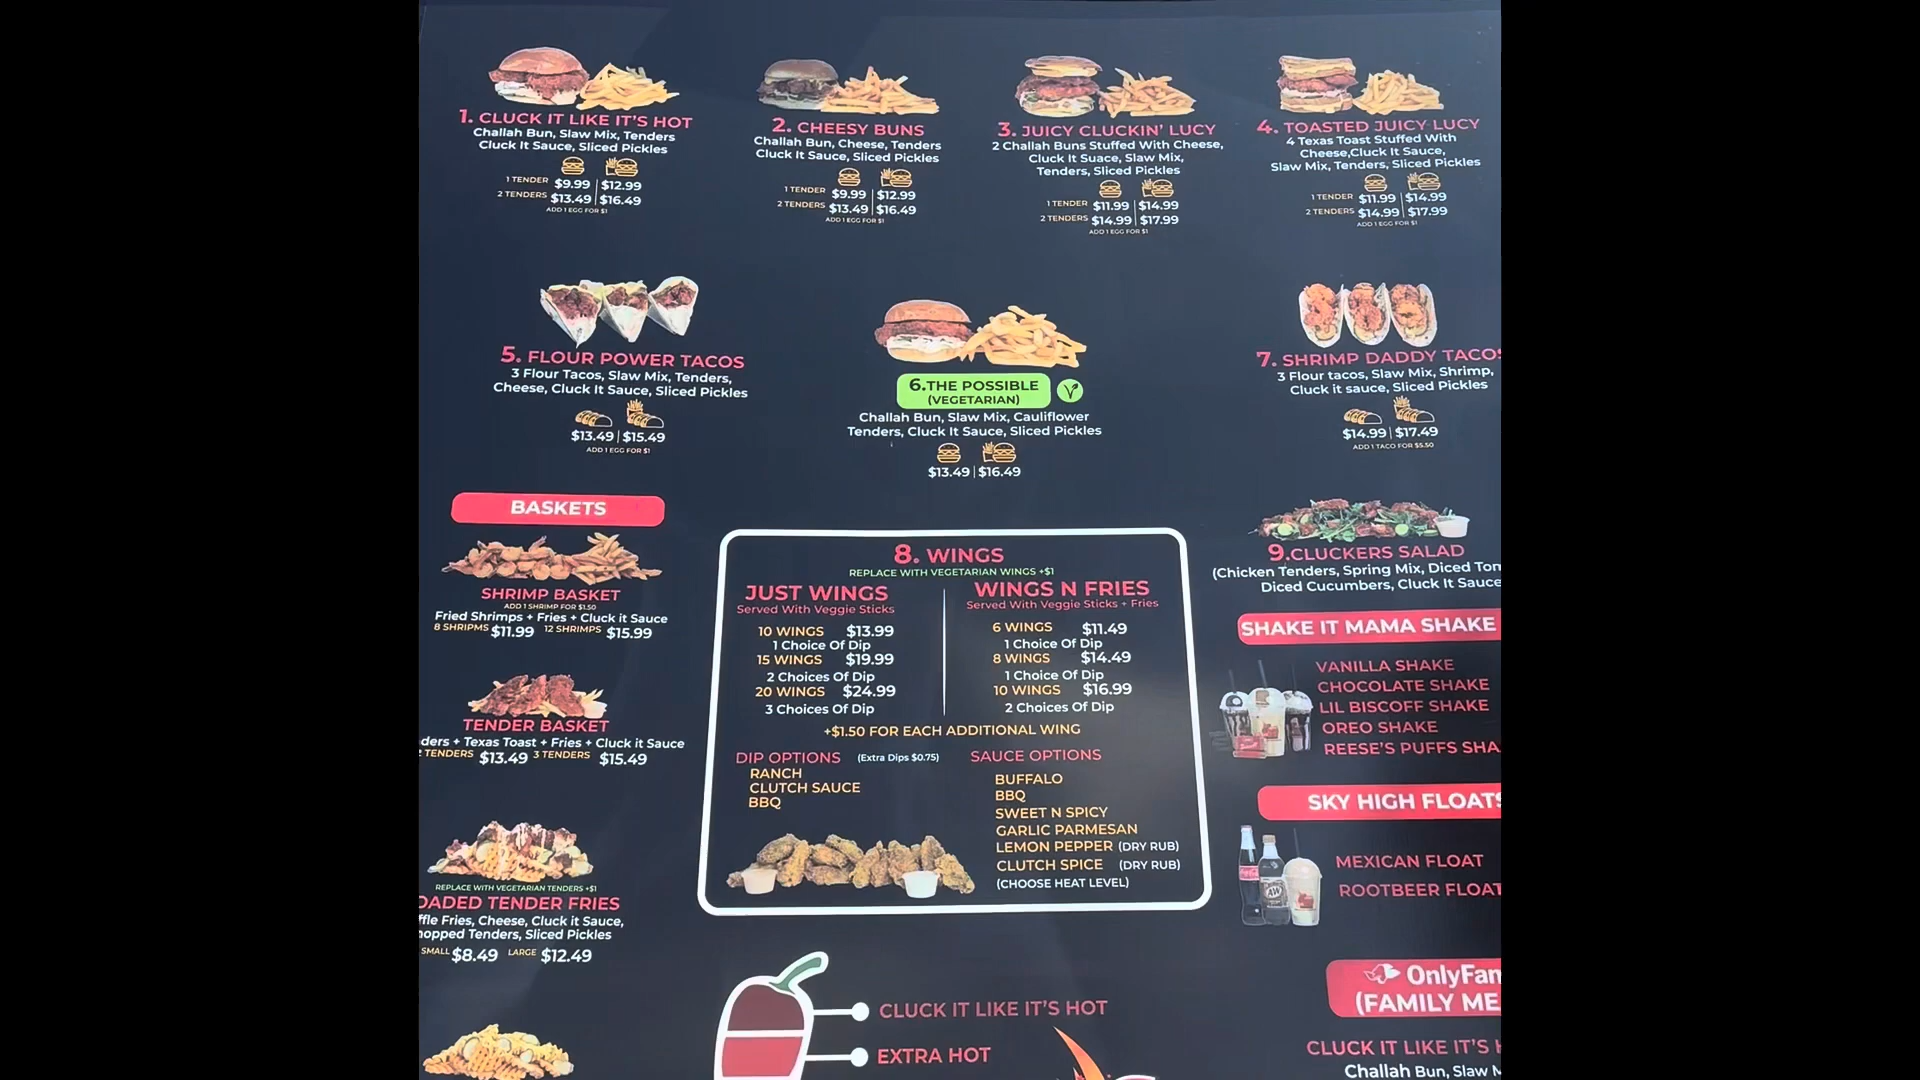 1. CLUCK IT LIKE IT'S HOT
Challah Bun, Slaw Mix, Tenders
Cluck It Sauce, Sliced Pickles
1 TENDER $9.99 | $12.99
2 TENDERS $13.49 | $16.49
ADD 1 EGG FOR $1
2. CHEESY BUNS
Challah Bun, Cheese, Tenders
Cluck It Sauce, Sliced Pickles
1 TENDER $9.99 | $12.99
2 TENDERS $13.49 | $16.49
ADD 1 EGG FOR $1
3. JUICY CLUCKIN' LUCY
2 Challah Buns Stuffed With Cheese,
Cluck It Suace, Slaw Mix,
Tenders, Sliced Pickles
1 TENDER $11.99 | $14.99
2 TENDERS $14.99 | $17.99
ADD 1 EGG FOR $1
4. TOASTED JUICY LUCY
4 Texas Toast Stuffed With
Cheese,Cluck It Sauce,
Slaw Mix, Tenders, Sliced Pickles
1 TENDER $11.99 | $14.99
2 TENDERS $14.99 | $17.99
ADD 1 EGG FOR $1
5. FLOUR POWER TACOS
3 Flour Tacos, Slaw Mix, Tenders,
Cheese, Cluck It Sauce, Sliced Pickles
$13.49 | $15.49
ADD 1 EGG FOR $1
6.THE POSSIBLE
(VEGETARIAN)
Challah Bun, Slaw Mix, Cauliflower
Tenders, Cluck It Sauce, Sliced Pickles
$13.49 | $16.49
7. SHRIMP DADDY TACOS
3 Flour tacos, Slaw Mix, Shrimp,
Cluck it sauce, Sliced Pickles
$14.99 | $17.49
ADD 1 TACO FOR $5.50
BASKETS
SHRIMP BASKET
ADD 1 SHRIMP FOR $1.50
Fried Shrimps + Fries + Cluck it Sauce
8 SHRIPMS $11.99 12 SHRIMPS $15.99
TENDER BASKET
ders + Texas Toast + Fries + Cluck it Sauce
2 TENDERS $13.49 3 TENDERS $15.49
REPLACE WITH VEGETARIAN TENDERS +$1
OADED TENDER FRIES
ffle Fries, Cheese, Cluck it Sauce,
hopped Tenders, Sliced Pickles
SMALL $8.49 LARGE $12.49
8. WINGS
REPLACE WITH VEGETARIAN WINGS +$1
JUST WINGS
Served With Veggie Sticks
10 WINGS $13.99
1 Choice Of Dip
15 WINGS $19.99
2 Choices Of Dip
20 WINGS $24.99
3 Choices Of Dip
WINGS N FRIES
Served With Veggie Sticks + Fries
6 WINGS $11.49
1 Choice Of Dip
8 WINGS $14.49
1 Choice Of Dip
10 WINGS $16.99
2 Choices Of Dip
+$1.50 FOR EACH ADDITIONAL WING
DIP OPTIONS (Extra Dips $0.75)
RANCH
CLUTCH SAUCE
BBQ
SAUCE OPTIONS
BUFFALO
BBQ
SWEET N SPICY
GARLIC PARMESAN
LEMON PEPPER (DRY RUB)
CLUTCH SPICE (DRY RUB)
(CHOOSE HEAT LEVEL)
9.CLUCKERS SALAD
(Chicken Tenders, Spring Mix, Diced Tom
Diced Cucumbers, Cluck It Sauce
SHAKE IT MAMA SHAKE
VANILLA SHAKE
CHOCOLATE SHAKE
LIL BISCOFF SHAKE
OREO SHAKE
REESE'S PUFFS SHA
SKY HIGH FLOATS
MEXICAN FLOAT
ROOTBEER FLOAT
OnlyFan
(FAMILY ME
CLUCK IT LIKE IT'S H
Challah Bun, Slaw M
CLUCK IT LIKE IT'S HOT
EXTRA HOT